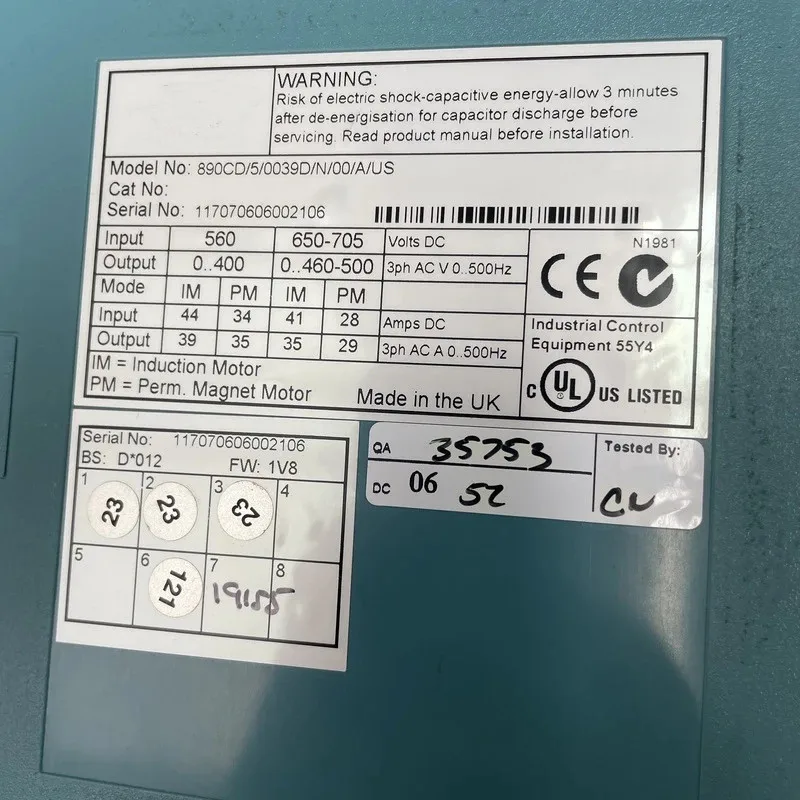 WARNING:
Risk of electric shock-capacitive energy-allow 3 minutes
after de-energisation for capacitor discharge before
servicing. Read product manual before installation.
Model No: 890CD/5/0039D/N/00/A/US
Cat No:
Serial No: 117070606002106
Input 560 650-705 Volts DC
Output 0..400 0..460-500 3ph AC V 0..500Hz
Mode IM PM IM PM
Input 44 34 41 28 Amps DC
Output 39 35 35 29 3ph AC A 0..500Hz
IM = Induction Motor
PM = Perm. Magnet Motor
Made in the UK
N1981
CE
Industrial Control
Equipment 55Y4
C UL US LISTED
Serial No: 117070606002106
BS: D*012 FW: 1V8
1 23 2 23 3 23 4
5 6 121 7 19155 8
QA 35753
DC 06 52
Tested By: